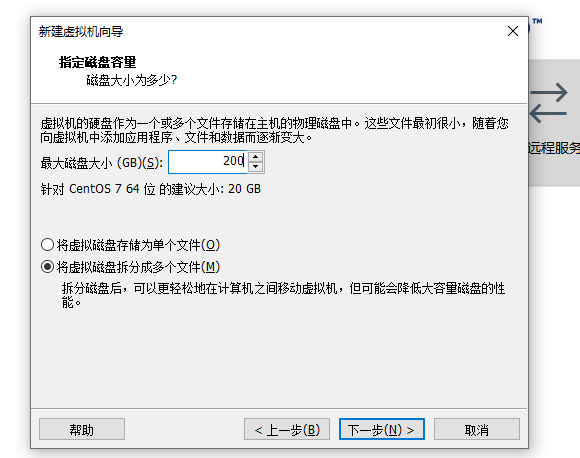 新建虚拟机向导
TM
指定磁盘容量
磁盘大小为多少?
虚拟机的硬盘作为一个或多个文件存储在主机的物理磁盘中。这些文件最初很小，随着您
向虚拟机中添加应用程序、文件和数据而逐渐变大。
最大磁盘大小 (GB)(S): 200
远程服务
针对 CentOS 7 64 位 的建议大小: 20 GB
将虚拟磁盘存储为单个文件(O)
将虚拟磁盘拆分成多个文件(M)
拆分磁盘后，可以更轻松地在计算机之间移动虚拟机，但可能会降低大容量磁盘的性
能。
帮助 < 上一步(B) 下一步(N) > 取消